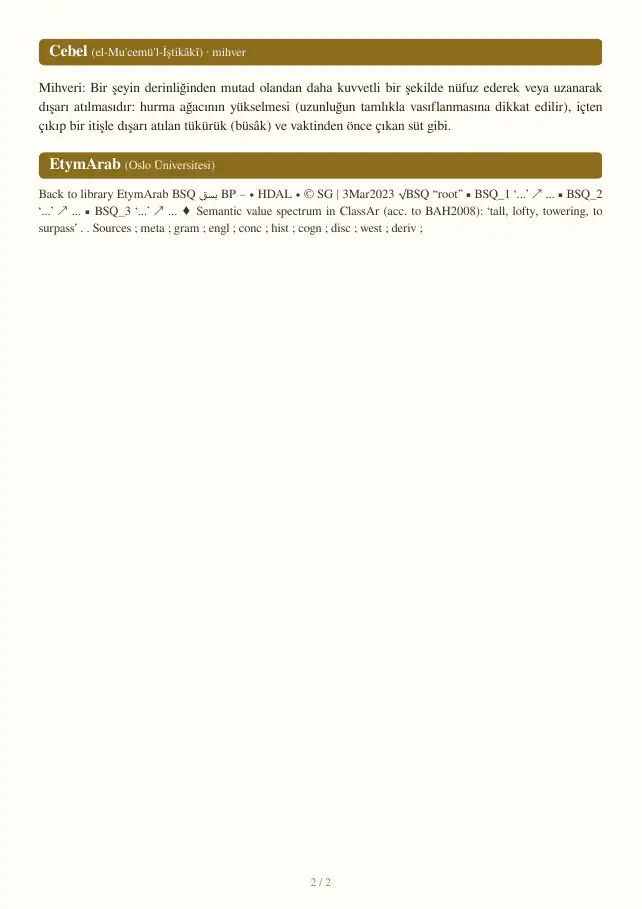 Cebel (el-Mu'cemü'l-İştikâkî) · mihver
Mihveri: Bir şeyin derinliğinden mutad olandan daha kuvvetli bir şekilde nüfuz ederek veya uzanarak
dışarı atılmasıdır: hurma ağacının yükselmesi (uzunluğun tamlıkla vasıflanmasına dikkat edilir), içten
çıkıp bir itişle dışarı atılan tükürük (büsâk) ve vaktinden önce çıkan süt gibi.
EtymArab (Oslo Üniversitesi)
Back to library EtymArab BSQ بسق BP – • HDAL • © SG | 3Mar2023 √BSQ “root” ▪ BSQ_1 ‘...’ ↗ ... ▪ BSQ_2
‘...’ ↗ ... ▪ BSQ_3 ‘...’ ↗ ... ♦ Semantic value spectrum in ClassAr (acc. to BAH2008): ‘tall, lofty, towering, to
surpass’ . . Sources ; meta ; gram ; engl ; conc ; hist ; cogn ; disc ; west ; deriv ;
2 / 2